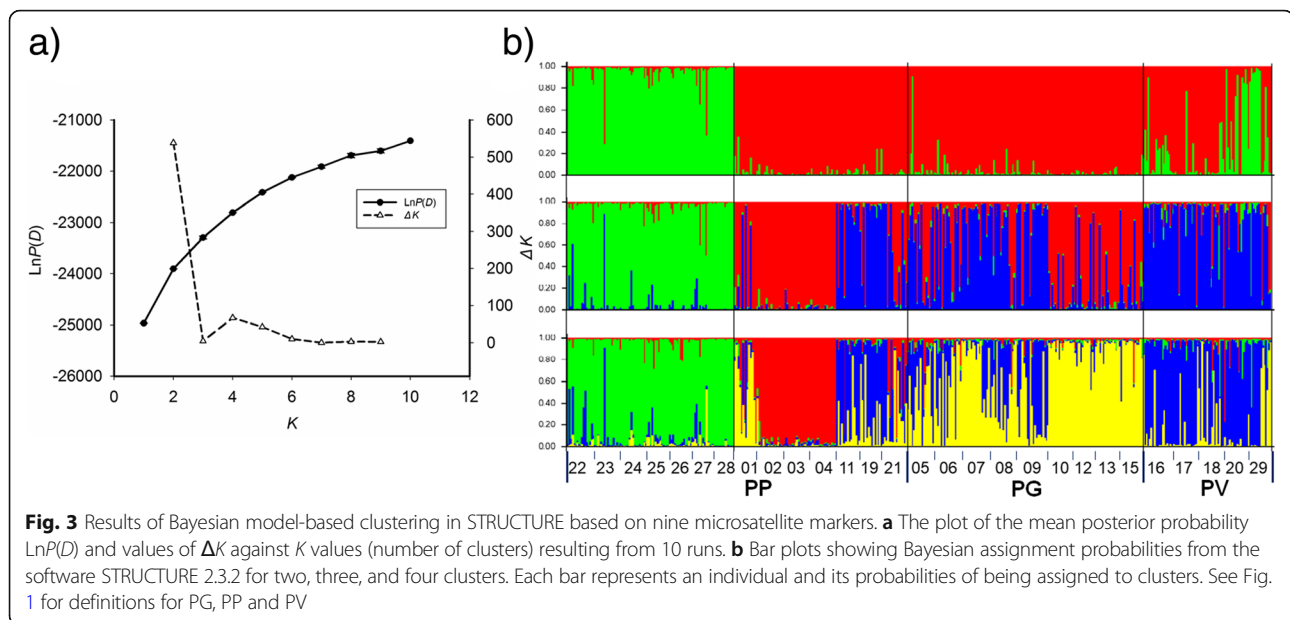 a)
b)
-21000
-22000
-23000
-24000
-25000
-26000
LnP(D)
600
500
400
300
200
100
0
ΔK
LnP(D)
ΔK
0 2 4 6 8 10 12
K
1.00
0.80
0.60
0.40
0.20
0.00
1.00
0.80
0.60
0.40
0.20
0.00
1.00
0.80
0.60
0.40
0.20
0.00
22 23 24 25 26 27 28 01 02 03 04 11 19 21 05 06 07 08 09 10 12 13 15 16 17 18 20 29
PP PG PV
Fig. 3 Results of Bayesian model-based clustering in STRUCTURE based on nine microsatellite markers. a The plot of the mean posterior probability
LnP(D) and values of ΔK against K values (number of clusters) resulting from 10 runs. b Bar plots showing Bayesian assignment probabilities from the
software STRUCTURE 2.3.2 for two, three, and four clusters. Each bar represents an individual and its probabilities of being assigned to clusters. See Fig.
1 for definitions for PG, PP and PV